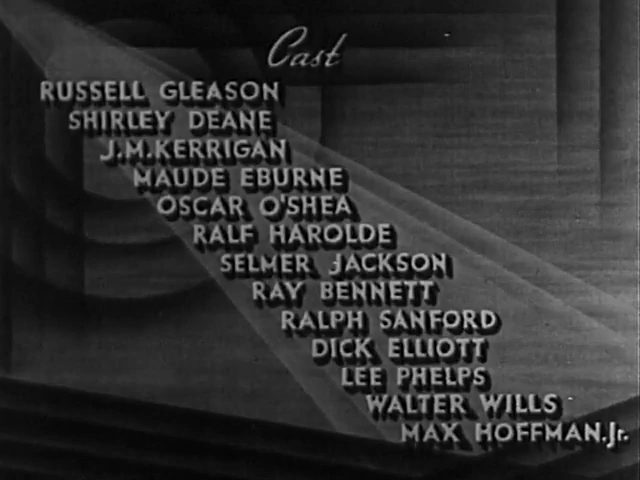 Cast
RUSSELL GLEASON
SHIRLEY DEANE
J.M.KERRIGAN
MAUDE EBURNE
OSCAR O'SHEA
RALF HAROLDE
SELMER JACKSON
RAY BENNETT
RALPH SANFORD
DICK ELLIOTT
LEE PHELPS
WALTER WILLS
MAX HOFFMAN.Jr.